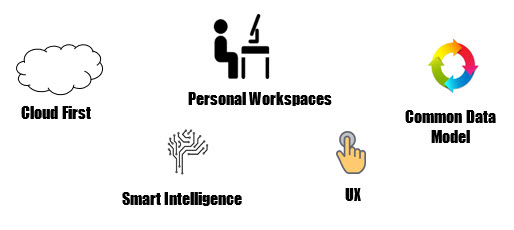 Cloud First
Personal Workspaces
Common Data
Model
Smart Intelligence
UX